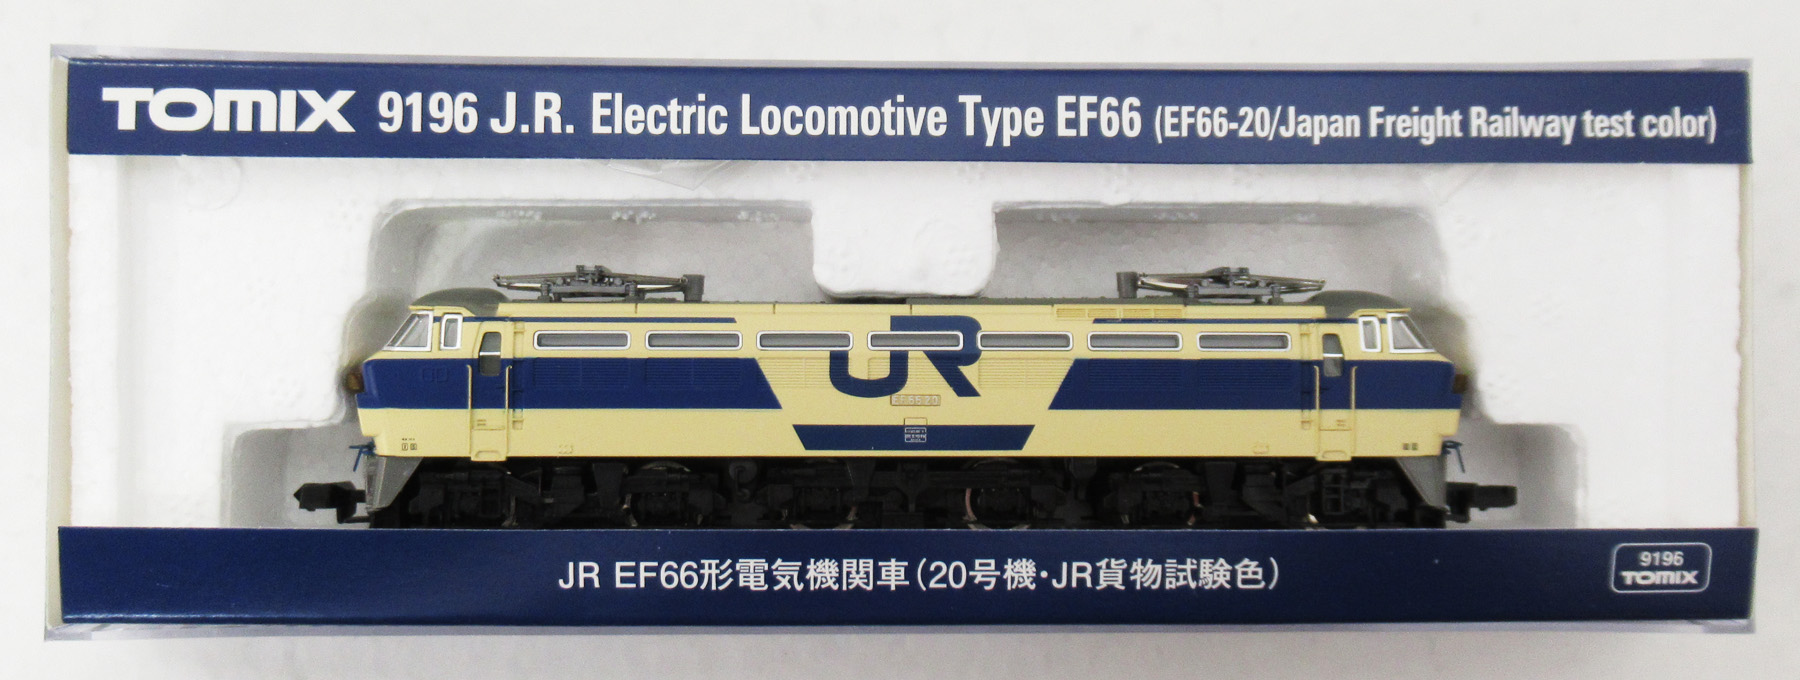 TOMIX 9196 J.R. Electric Locomotive Type EF66 (EF66-20/Japan Freight Railway test color)
JR
EF66 20
JR EF66形電気機関車(20号機・JR貨物試験色)
9196
TOMIX